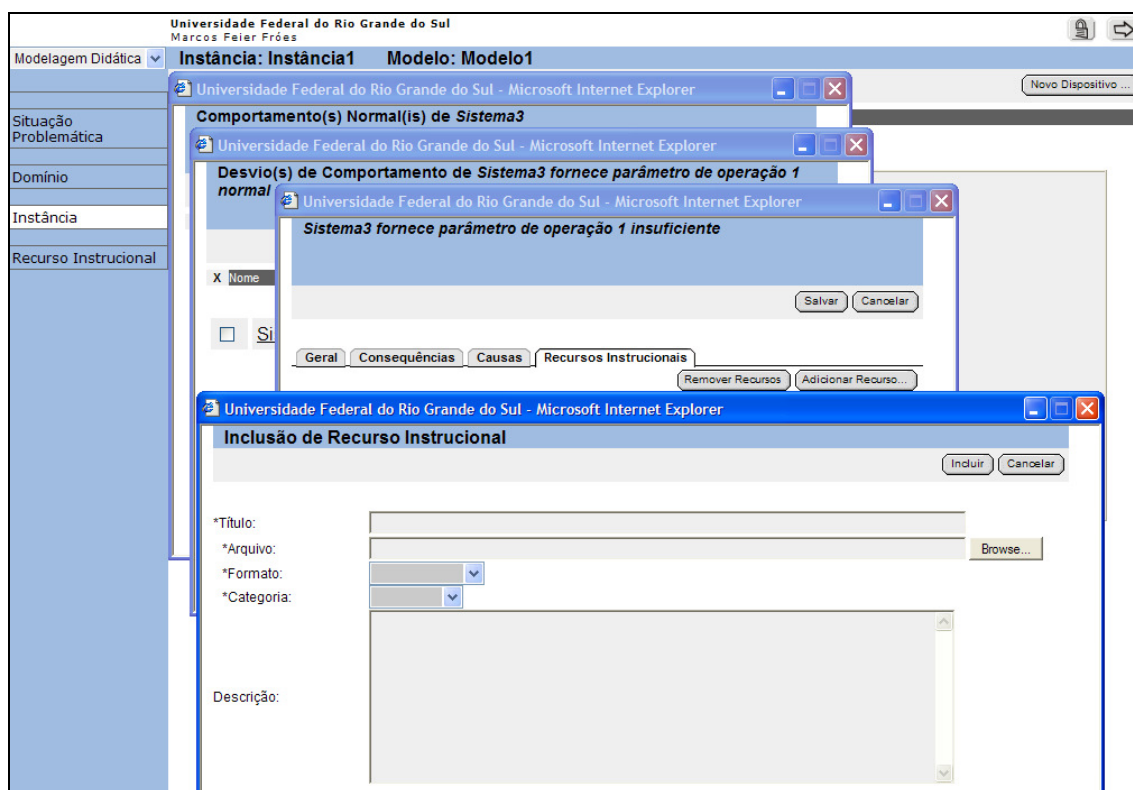 Universidade Federal do Rio Grande do Sul
Marcos Feier Fróes
Modelagem Didática
Instância: Instância1 Modelo: Modelo1
Novo Dispositivo ...
Situação
Problemática
Domínio
Instância
Recurso Instrucional
Universidade Federal do Rio Grande do Sul - Microsoft Internet Explorer
Comportamento(s) Normal(is) de Sistema3
Universidade Federal do Rio Grande do Sul - Microsoft Internet Explorer
Desvio(s) de Comportamento de Sistema3 fornece parâmetro de operação 1
normal
X Nome
Si
Universidade Federal do Rio Grande do Sul - Microsoft Internet Explorer
Sistema3 fornece parâmetro de operação 1 insuficiente
Salvar Cancelar
Geral Consequências Causas Recursos Instrucionais
Remover Recursos Adicionar Recurso...
Universidade Federal do Rio Grande do Sul - Microsoft Internet Explorer
Inclusão de Recurso Instrucional
Incluir Cancelar
*Título:
*Arquivo: Browse...
*Formato:
*Categoria:
Descrição: